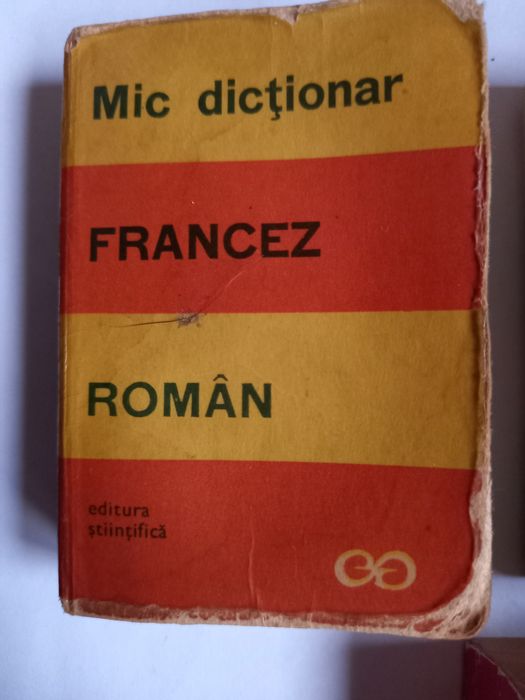 Mic dicţionar
FRANCEZ
ROMÂN
editura
ştiinţifică